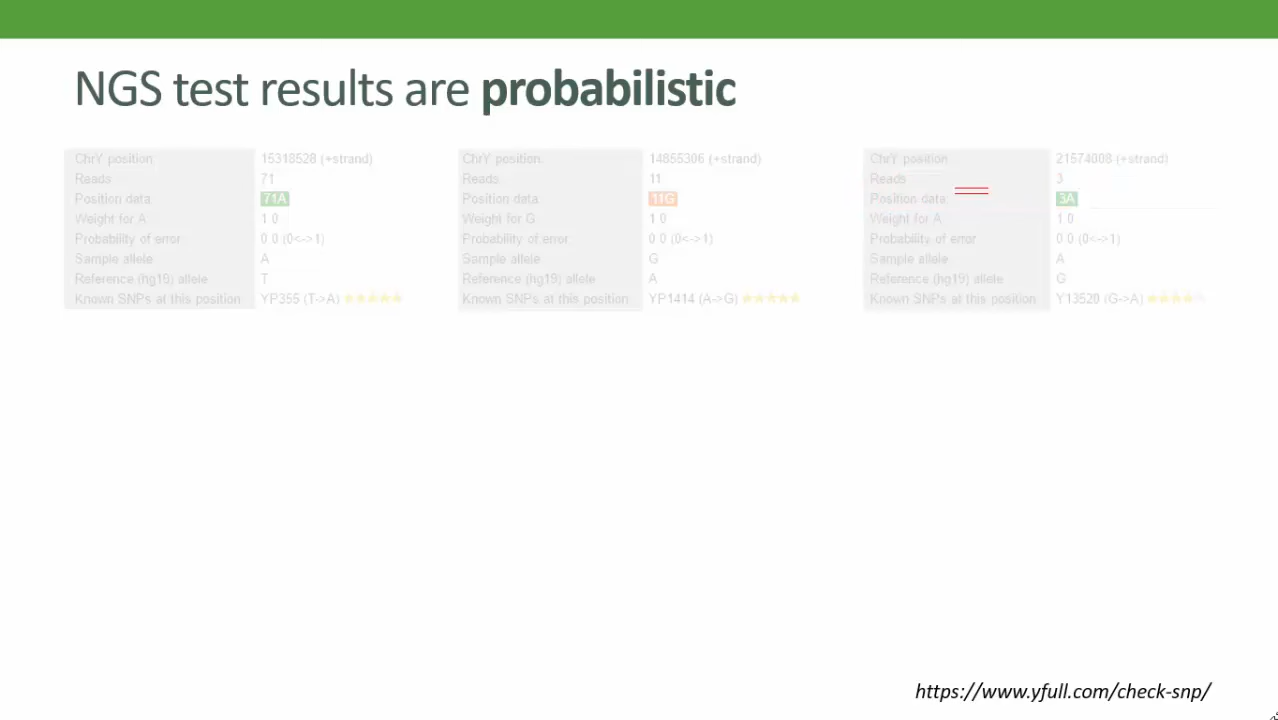 NGS test results are probabilistic
ChrY position: 15318528 (+strand)
Reads: 71
Position data: 71A
Weight for A: 1.0
Probability of error: 0.0 (0<->1)
Sample allele: A
Reference (hg19) allele: T
Known SNPs at this position: YP355 (T->A) ★★★★★
ChrY position: 14855306 (+strand)
Reads: 11
Position data: 11G
Weight for G: 1.0
Probability of error: 0.0 (0<->1)
Sample allele: G
Reference (hg19) allele: A
Known SNPs at this position: YP1414 (A->G) ★★★★★
ChrY position: 21574008 (+strand)
Reads: 3
Position data: 3A
Weight for A: 1.0
Probability of error: 0.0 (0<->1)
Sample allele: A
Reference (hg19) allele: G
Known SNPs at this position: Y13520 (G->A) ★★★★
https://www.yfull.com/check-snp/